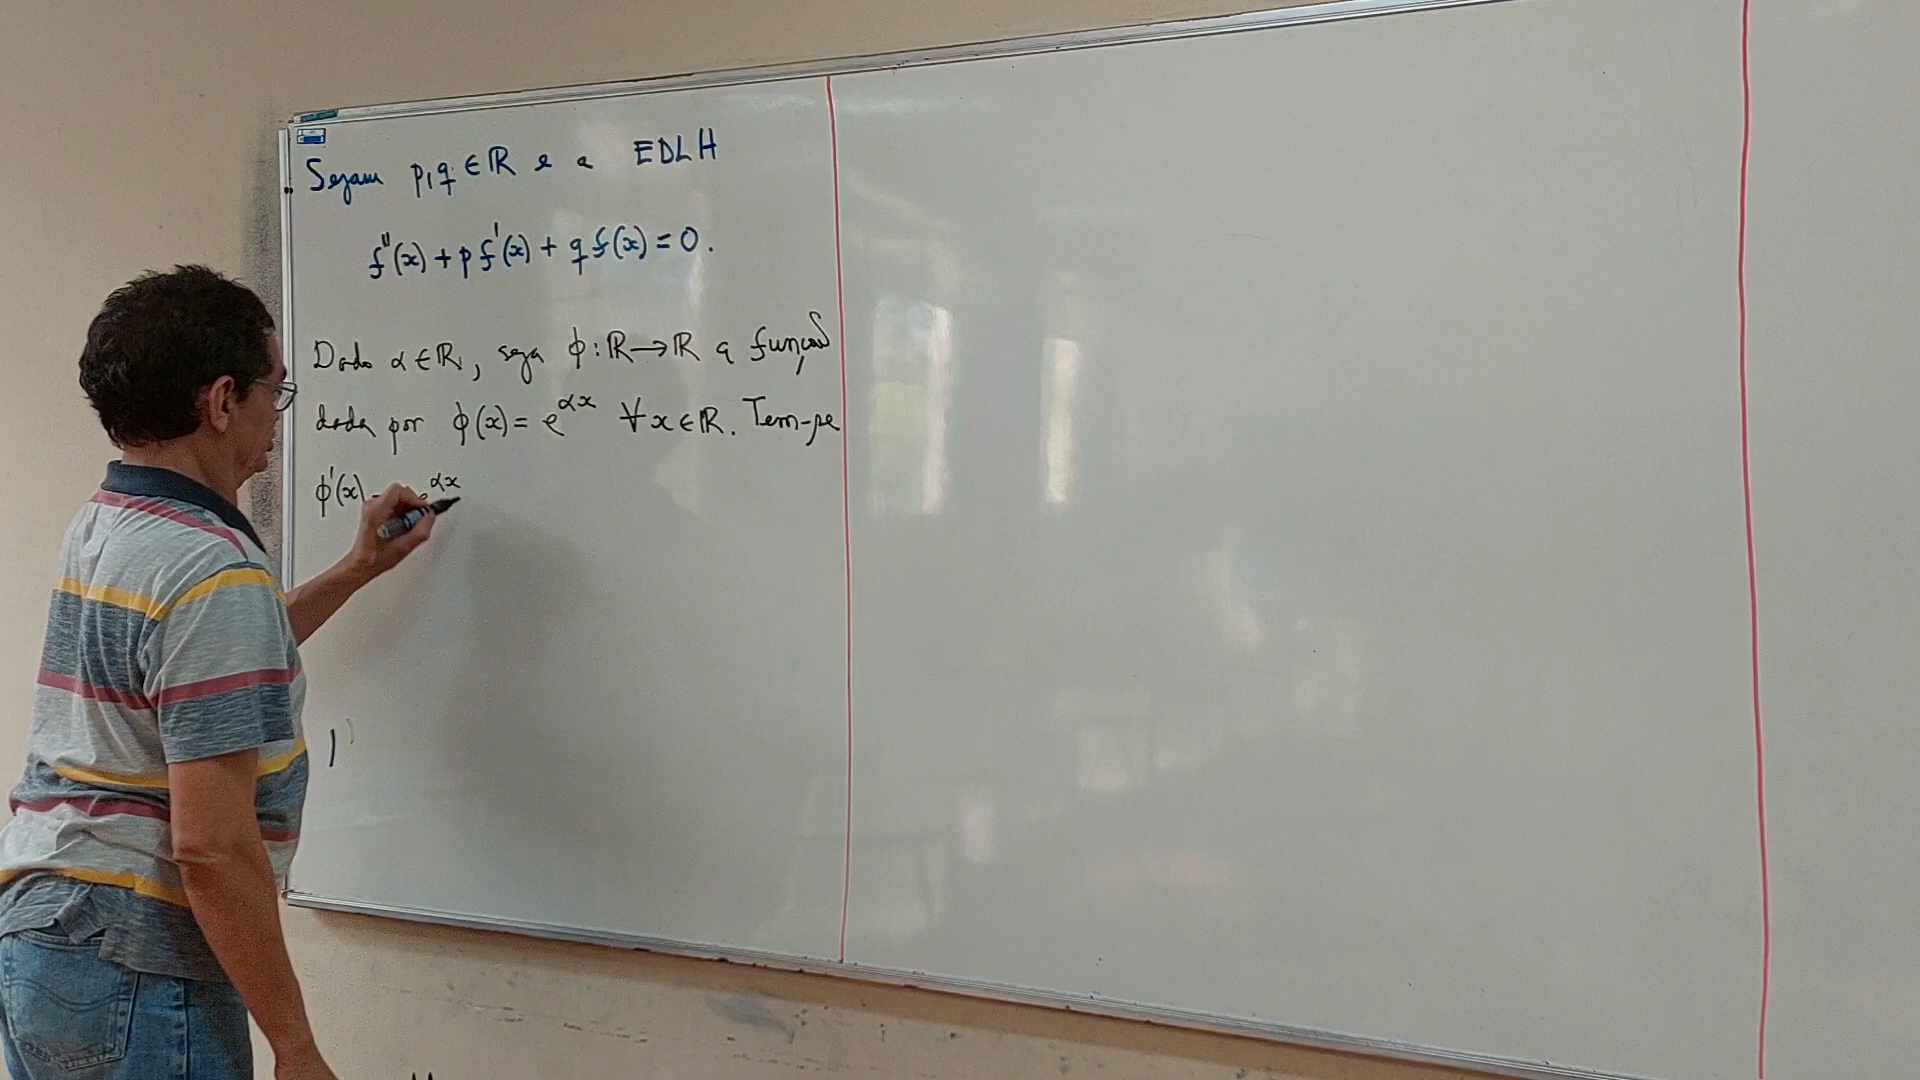 Sejam p,q ∈ ℝ e a EDLH
f''(x) + p f'(x) + q f(x) = 0.
Dado α ∈ ℝ, seja ϕ : ℝ → ℝ a função
dada por ϕ(x) = e^{αx} ∀ x ∈ ℝ. Tem-se
ϕ'(x) e^{αx}